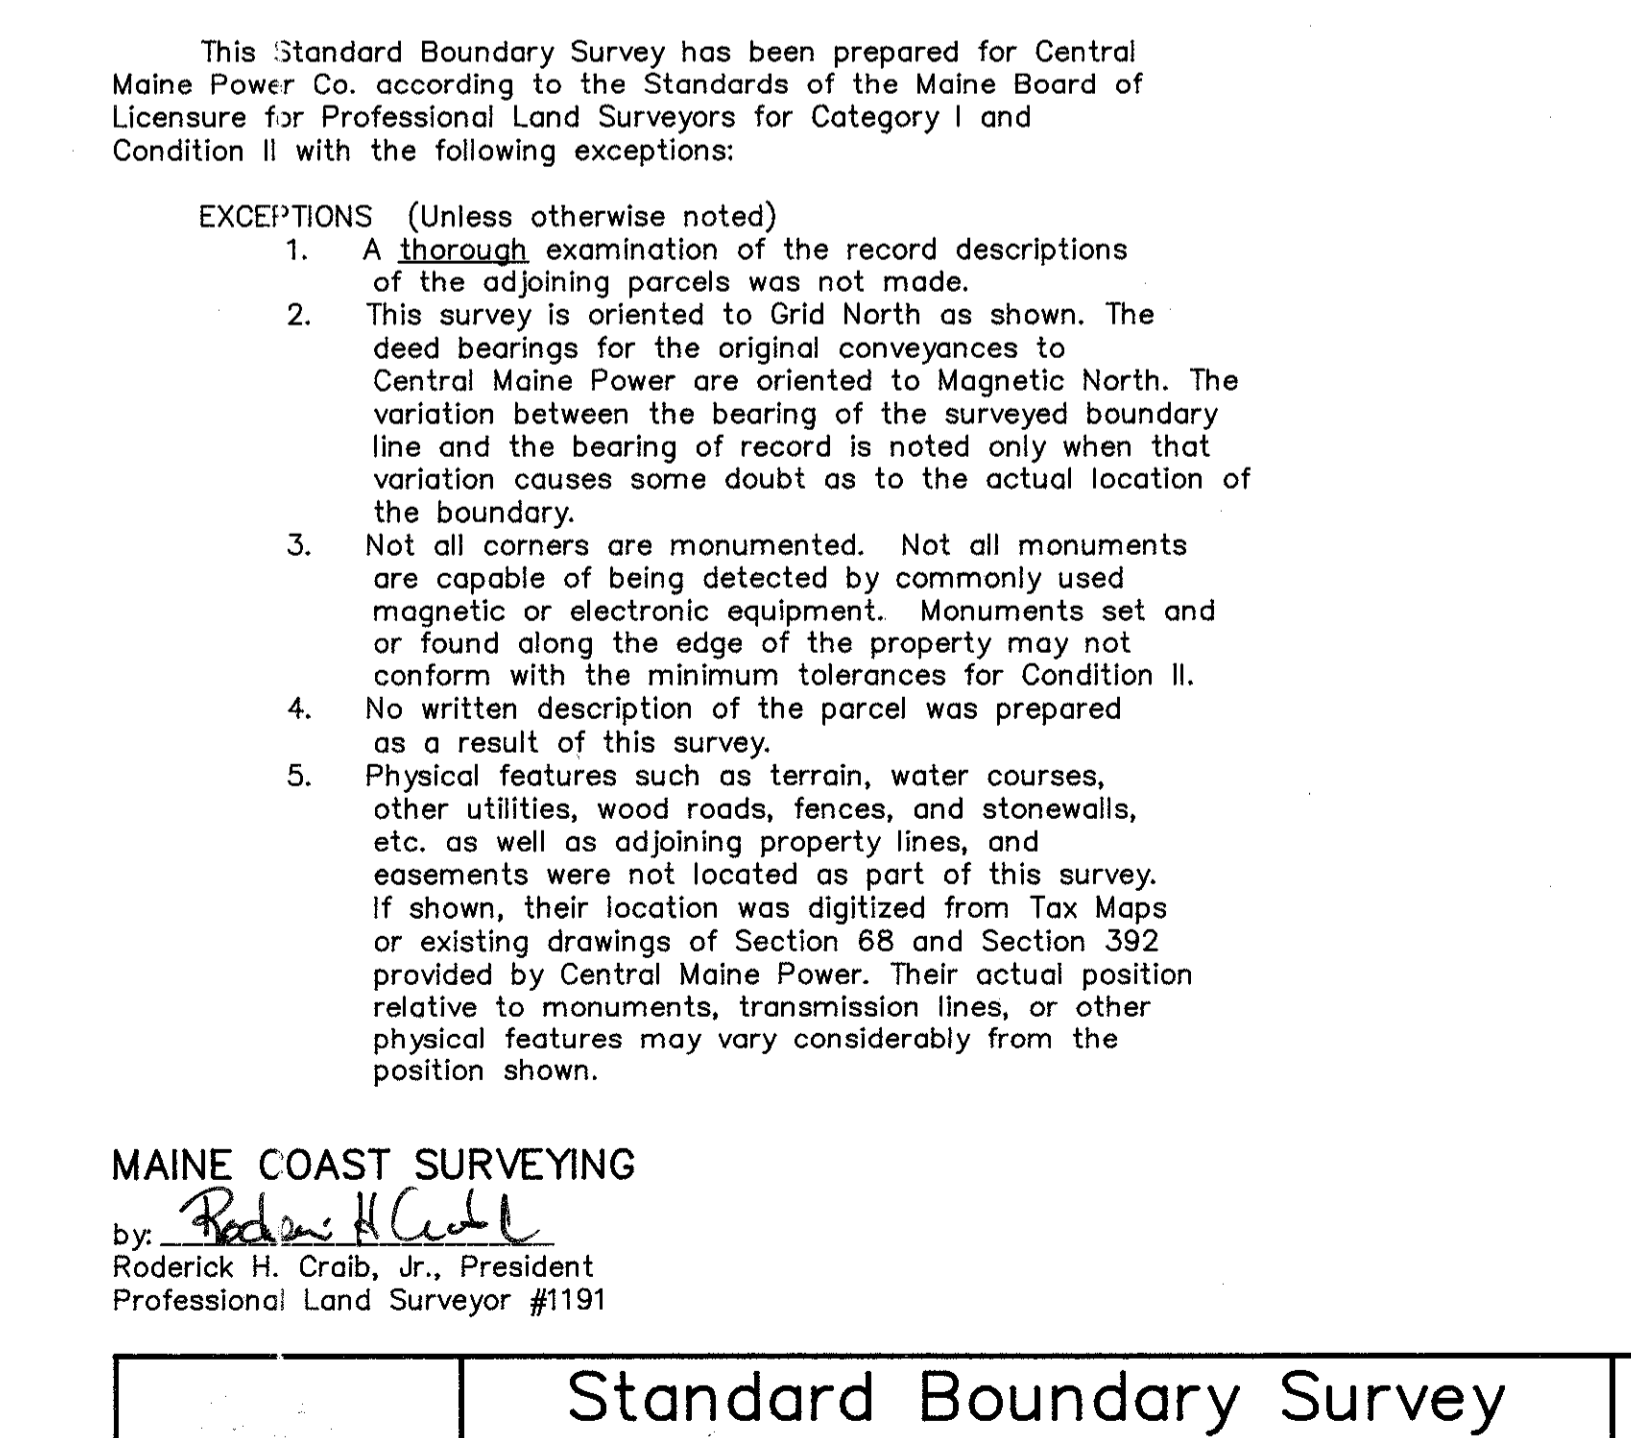 This Standard Boundary Survey has been prepared for Central
Maine Power Co. according to the Standards of the Maine Board of
Licensure for Professional Land Surveyors for Category I and
Condition II with the following exceptions:
EXCEPTIONS (Unless otherwise noted)
1. A thorough examination of the record descriptions
of the adjoining parcels was not made.
2. This survey is oriented to Grid North as shown. The
deed bearings for the original conveyances to
Central Maine Power are oriented to Magnetic North. The
variation between the bearing of the surveyed boundary
line and the bearing of record is noted only when that
variation causes some doubt as to the actual location of
the boundary.
3. Not all corners are monumented. Not all monuments
are capable of being detected by commonly used
magnetic or electronic equipment. Monuments set and
or found along the edge of the property may not
conform with the minimum tolerances for Condition II.
4. No written description of the parcel was prepared
as a result of this survey.
5. Physical features such as terrain, water courses,
other utilities, wood roads, fences, and stonewalls,
etc. as well as adjoining property lines, and
easements were not located as part of this survey.
If shown, their location was digitized from Tax Maps
or existing drawings of Section 68 and Section 392
provided by Central Maine Power. Their actual position
relative to monuments, transmission lines, or other
physical features may vary considerably from the
position shown.
MAINE COAST SURVEYING
by:
Roderick H. Craib, Jr., President
Professional Land Surveyor #1191
Standard Boundary Survey